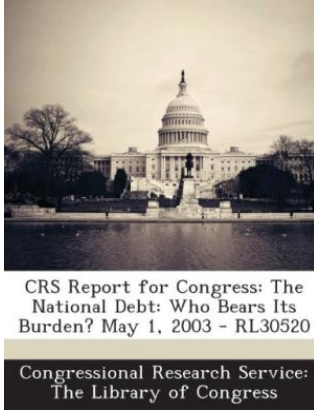 CRS Report for Congress: The
National Debt: Who Bears Its
Burden? May 1, 2003 - RL30520
Congressional Research Service:
The Library of Congress